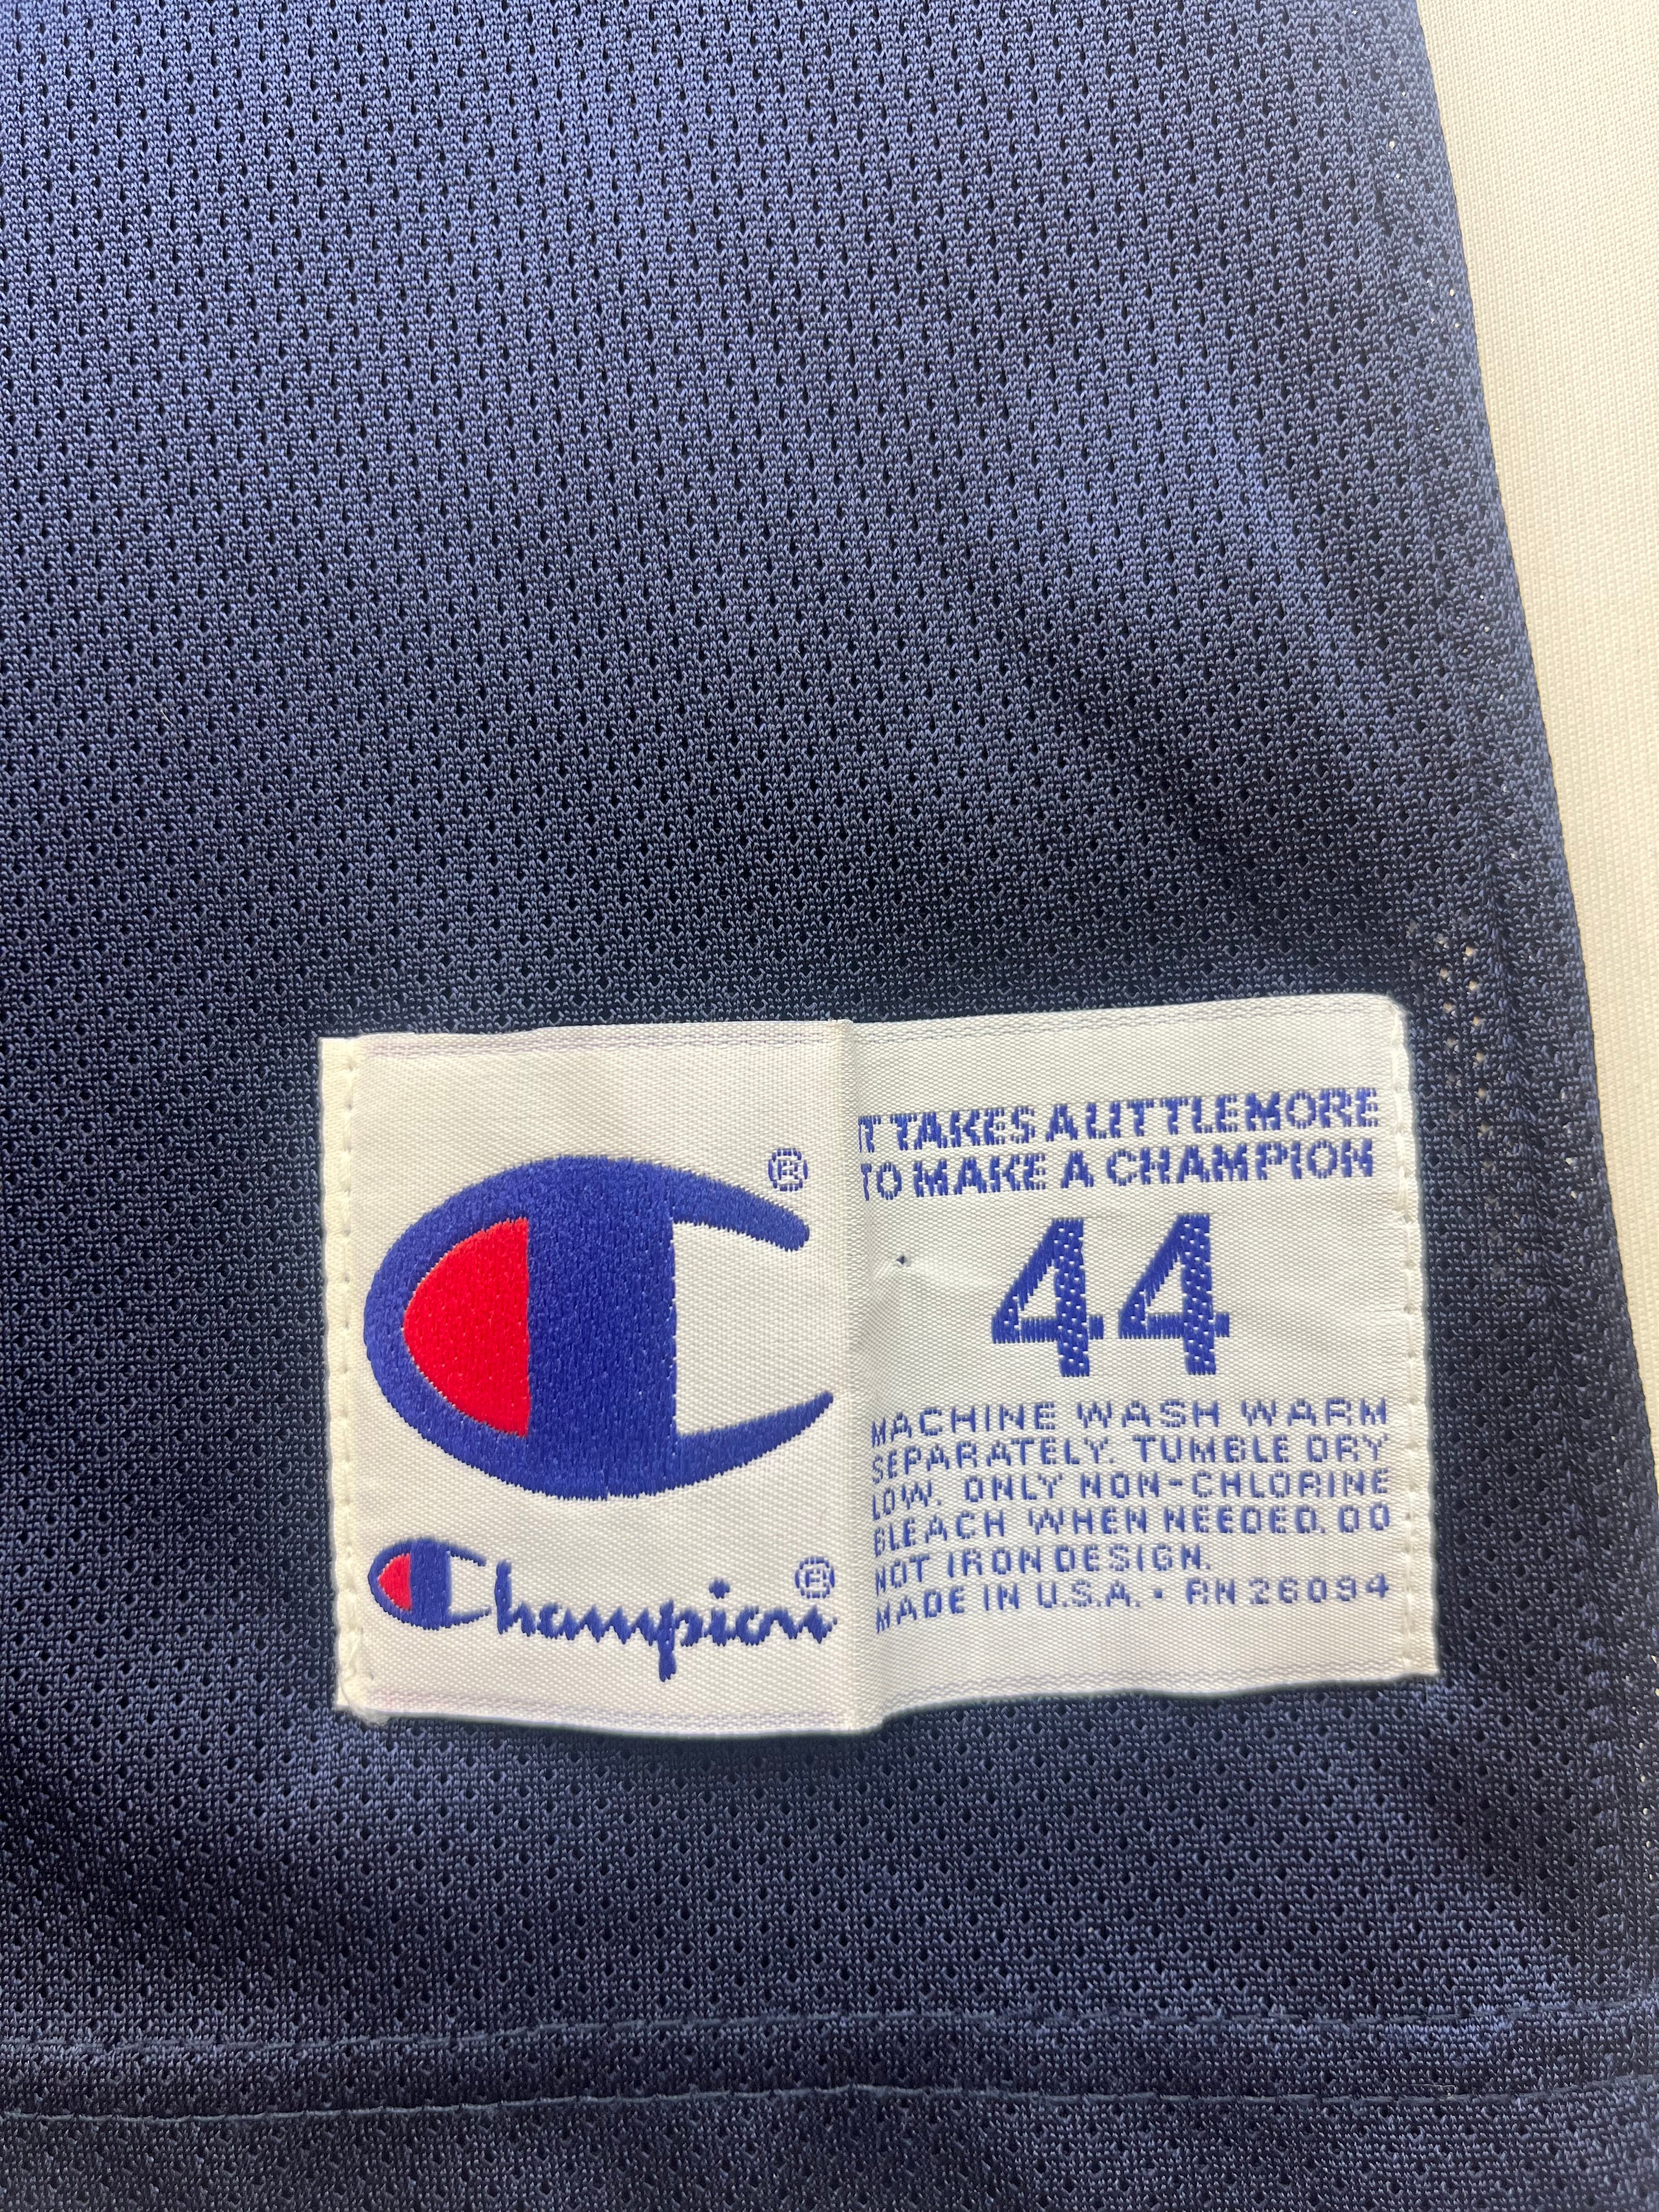 ®
Champion®
IT TAKES A LITTLE MORE
TO MAKE A CHAMPION
44
MACHINE WASH WARM
SEPARATELY. TUMBLE DRY
LOW. ONLY NON-CHLORINE
BLEACH WHEN NEEDED. DO
NOT IRON DESIGN.
MADE IN U.S.A. • RN 26094